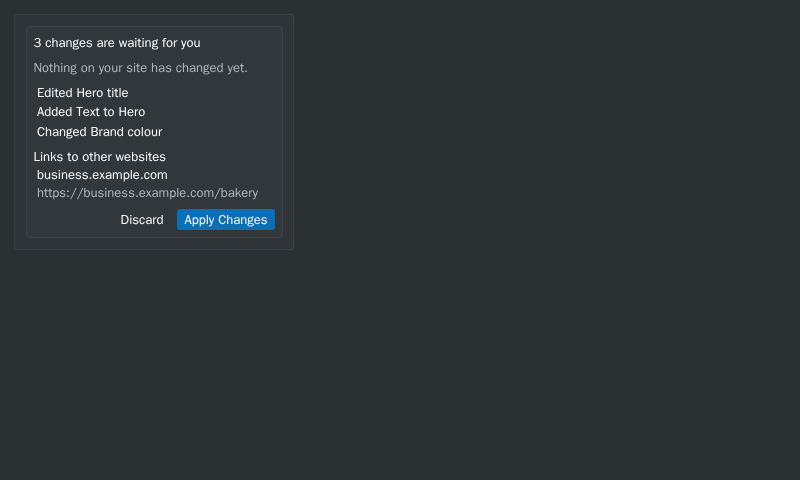 3 changes are waiting for you
Nothing on your site has changed yet.
Edited Hero title
Added Text to Hero
Changed Brand colour
Links to other websites
business.example.com
https://business.example.com/bakery
Discard
Apply Changes